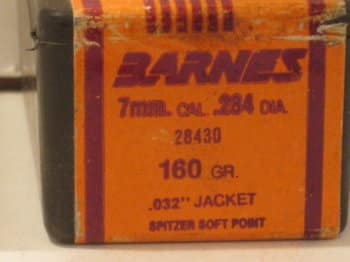 BARNES
7mm. CAL. .284 DIA.
28430
160 GR.
.032" JACKET
SPITZER SOFT POINT